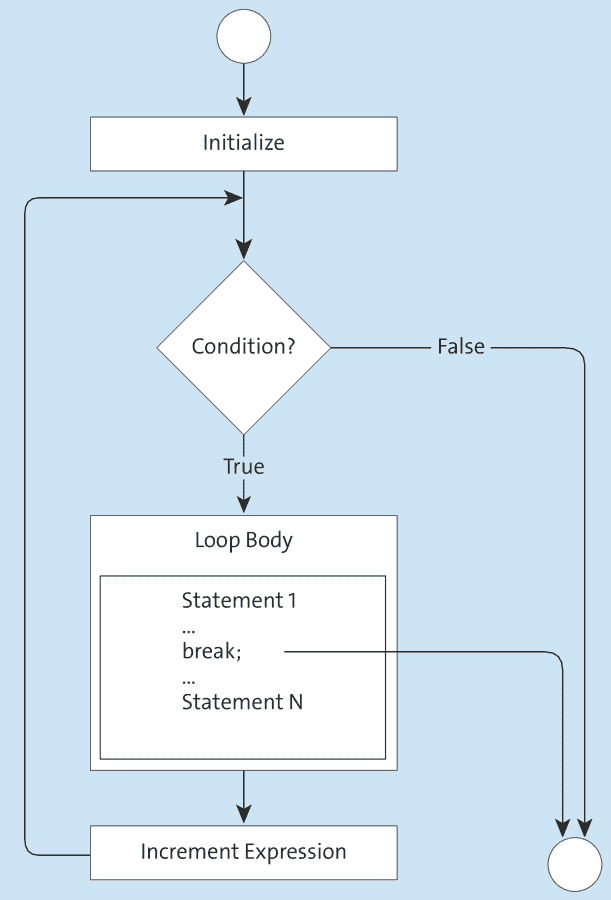 Initialize
Condition?
False
True
Loop Body
Statement 1
...
break;
...
Statement N
Increment Expression